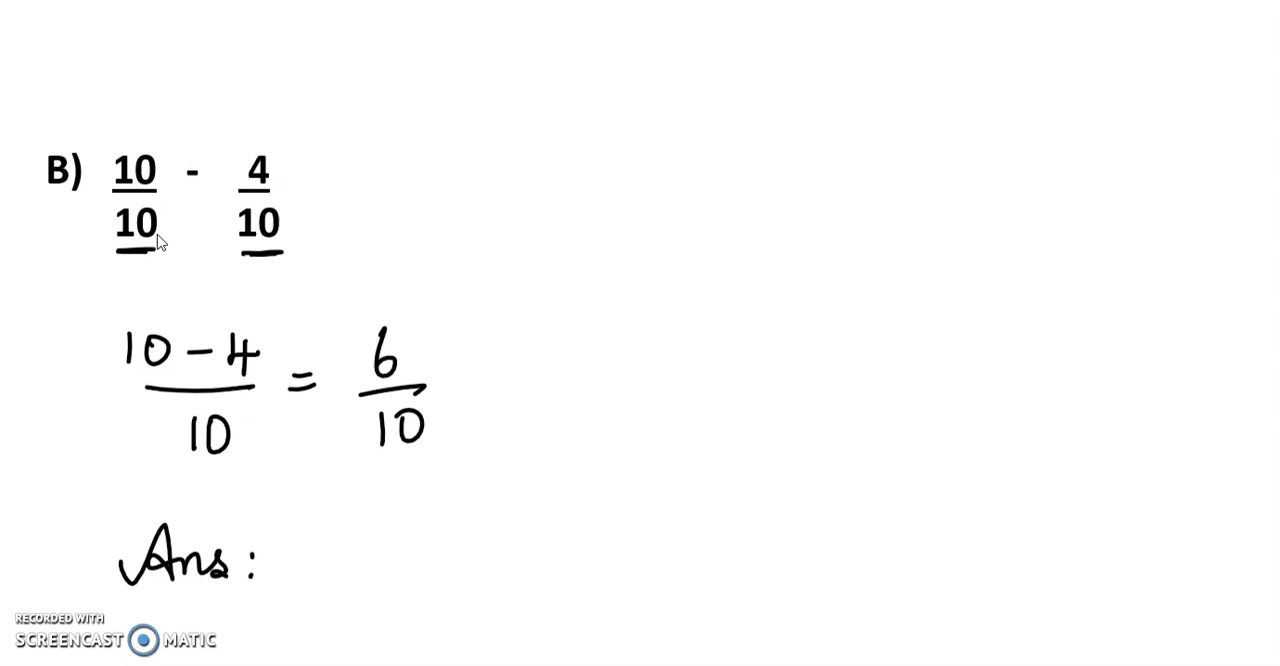 B) 10 - 4
10 10
10 - 4 = 6
10 10
Ans:
RECORDED WITH
SCREENCAST MATIC